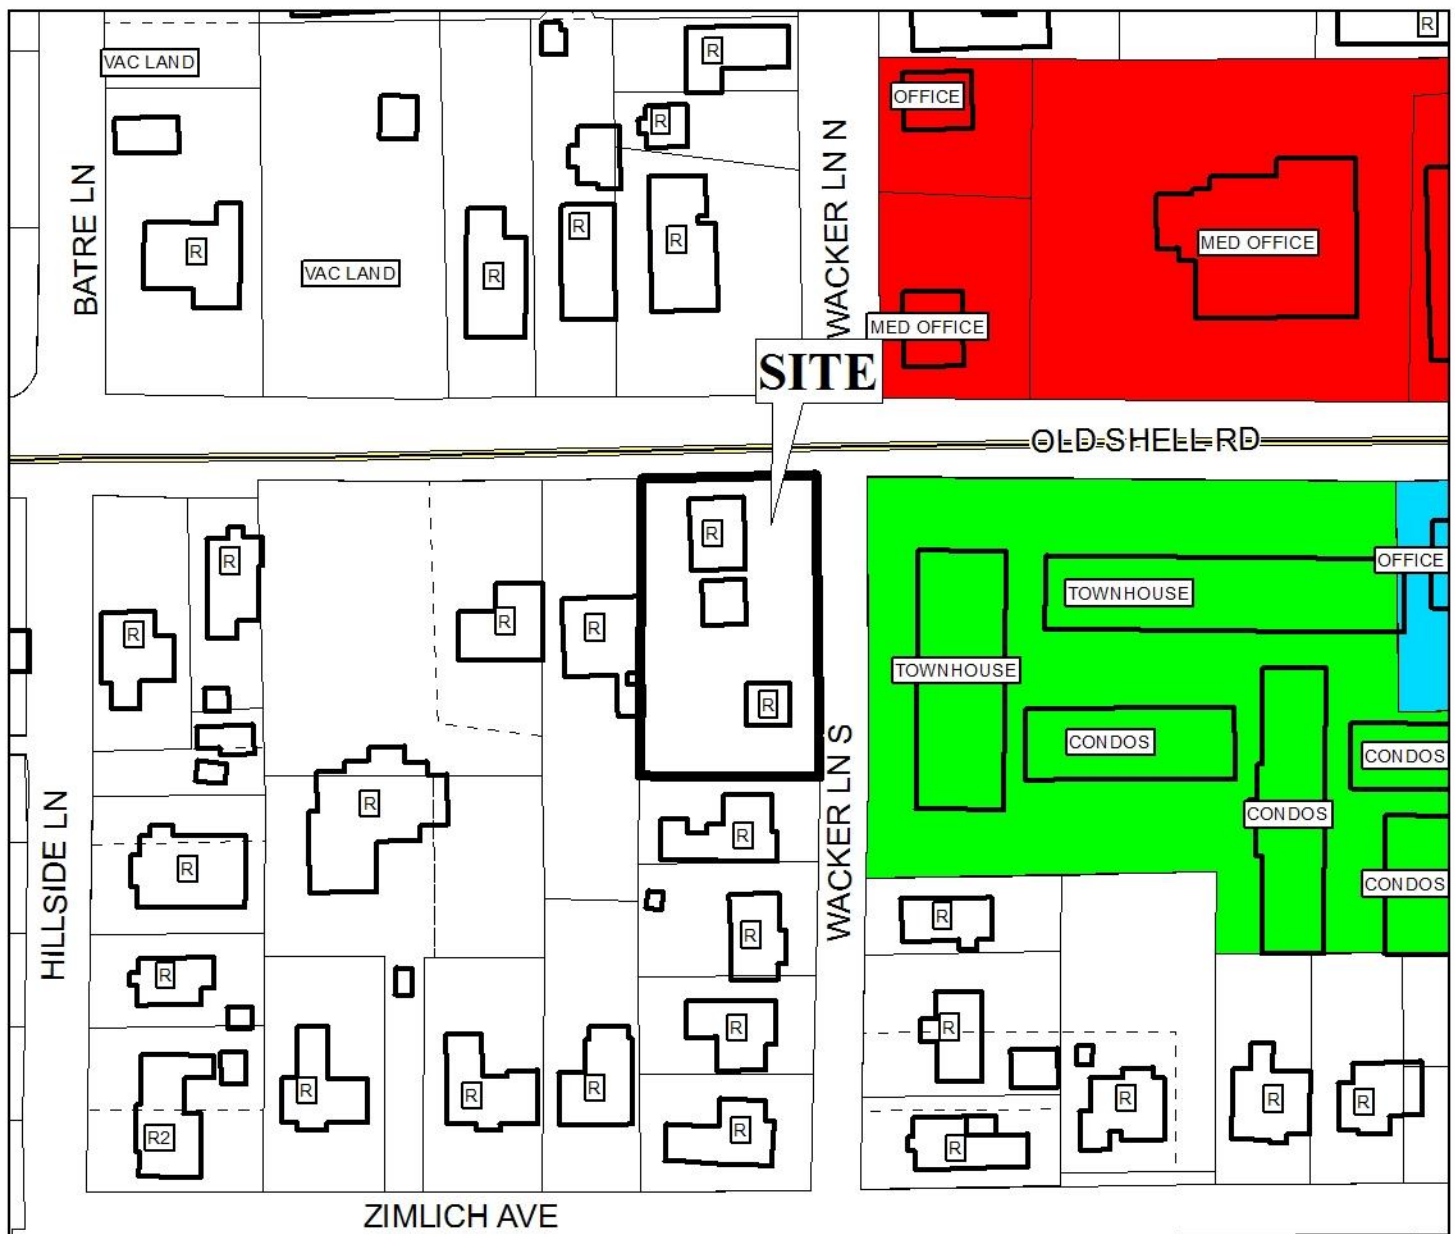 R
R
VAC LAND
OFFICE
R
BATRE LN
WACKER LN N
R
R
R
MED OFFICE
R
VAC LAND
R
MED OFFICE
SITE
OLD SHELL RD
R
R
OFFICE
TOWNHOUSE
R
R
R
TOWNHOUSE
R
WACKER LN S
CONDOS
CONDOS
R
CONDOS
R
HILLSIDE LN
R
CONDOS
R
R
R
R
R
R
R
R
R
R
R
R
R2
R
R
ZIMLICH AVE